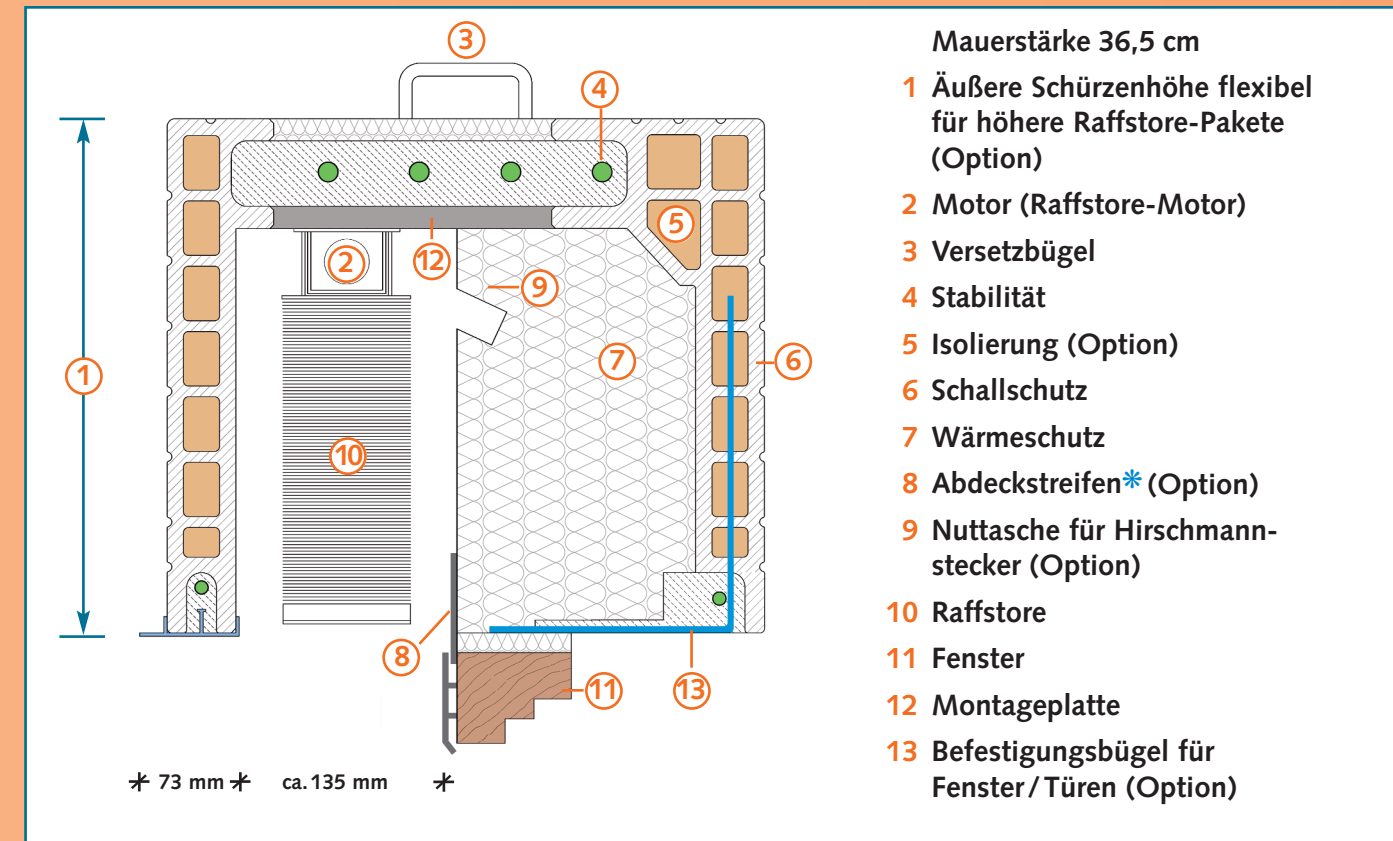 3
4
5
12
2
9
7
6
1
10
8
11
13
73 mm ca. 135 mm
Mauerstärke 36,5 cm
1 Äußere Schürzenhöhe flexibel
für höhere Raffstore-Pakete
(Option)
2 Motor (Raffstore-Motor)
3 Versetzbügel
4 Stabilität
5 Isolierung (Option)
6 Schallschutz
7 Wärmeschutz
8 Abdeckstreifen* (Option)
9 Nuttasche für Hirschmann-
stecker (Option)
10 Raffstore
11 Fenster
12 Montageplatte
13 Befestigungsbügel für
Fenster / Türen (Option)